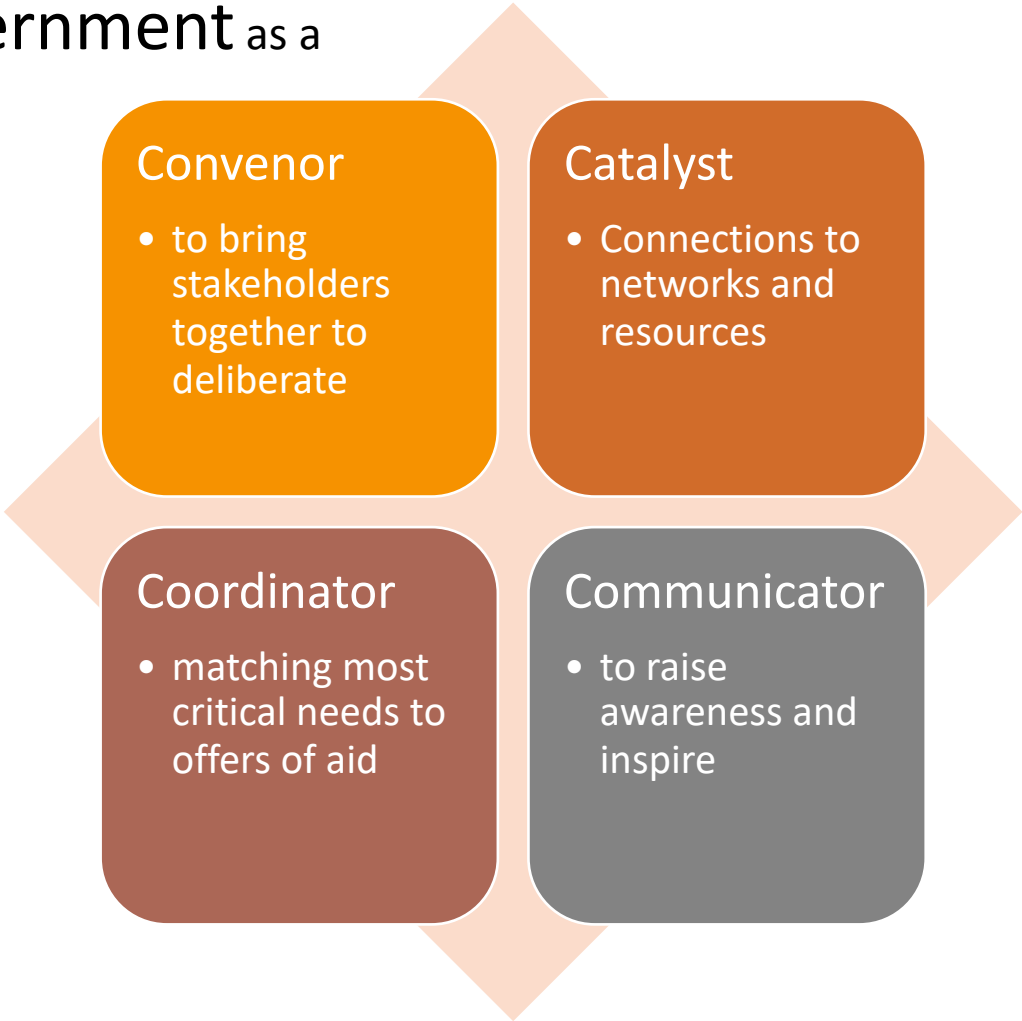 ernment as a
Convenor
• to bring
stakeholders
together to
deliberate
Catalyst
• Connections to
networks and
resources
Coordinator
• matching most
critical needs to
offers of aid
Communicator
• to raise
awareness and
inspire